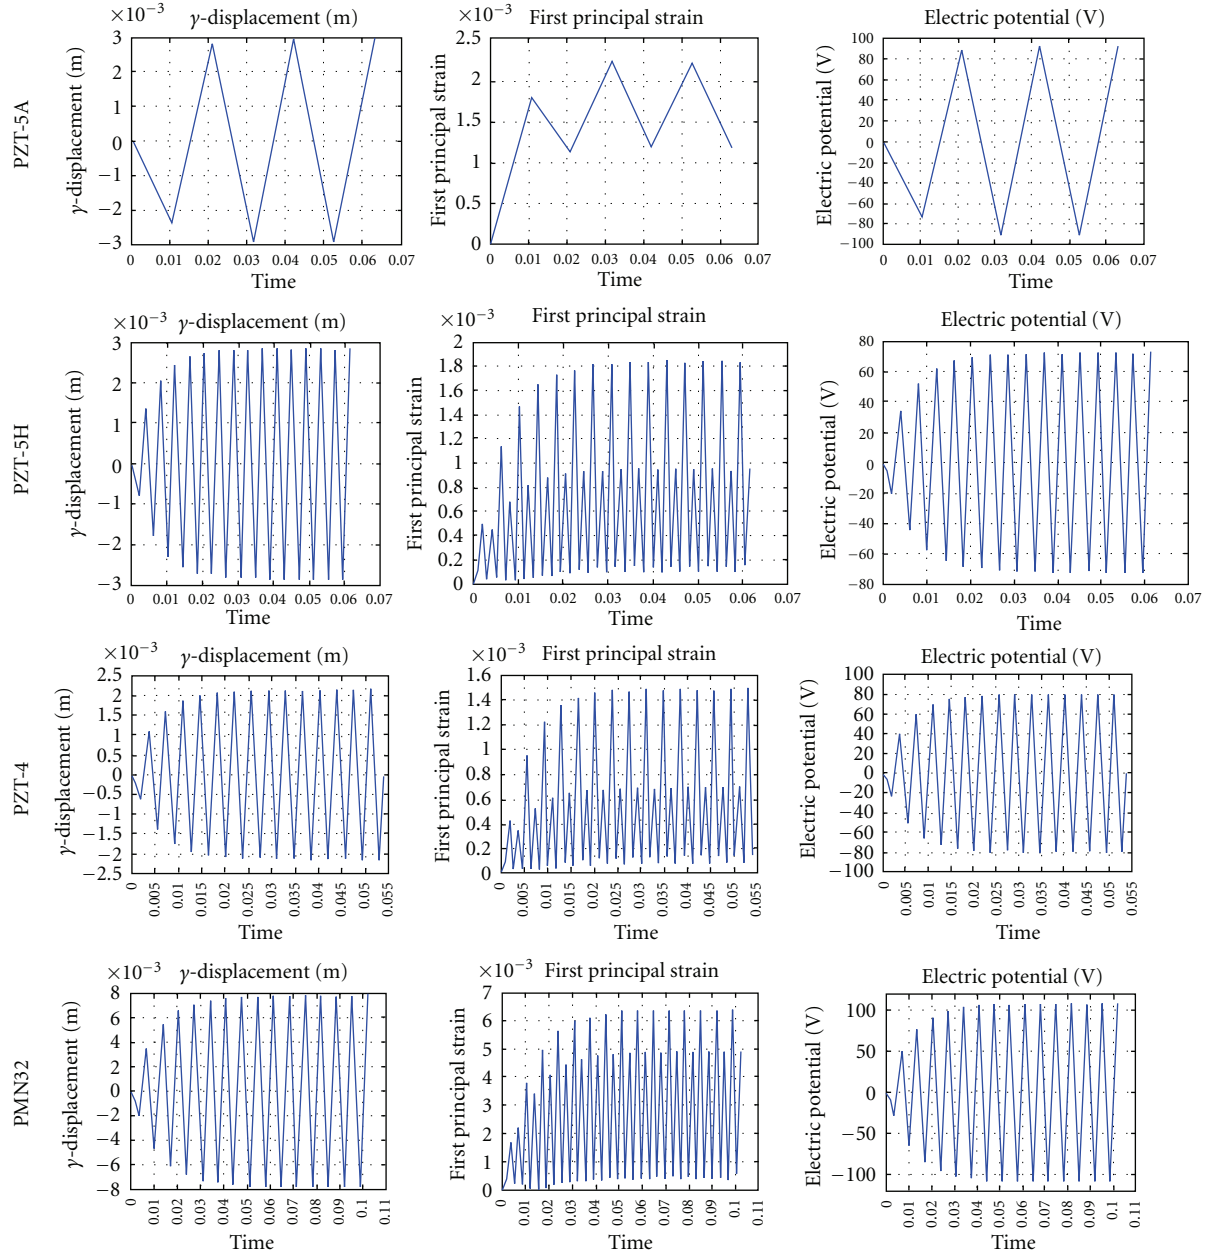 PZT-5A
×10−3 γ-displacement (m)
γ-displacement (m)
3
2
1
0
−1
−2
−3
0 0.01 0.02 0.03 0.04 0.05 0.06 0.07
Time
×10−3
First principal strain
First principal strain
2.5
2
1.5
1
0.5
0
0 0.01 0.02 0.03 0.04 0.05 0.06 0.07
Time
Electric potential (V)
Electric potential (V)
100
80
60
40
20
0
−20
−40
−60
−80
−100
0 0.01 0.02 0.03 0.04 0.05 0.06 0.07
Time
PZT-5H
×10−3 γ-displacement (m)
γ-displacement (m)
3
2
1
0
−1
−2
−3
0 0.01 0.02 0.03 0.04 0.05 0.06 0.07
Time
×10−3 First principal strain
First principal strain
2
1.8
1.6
1.4
1.2
1
0.8
0.6
0.4
0.2
0
0 0.01 0.02 0.03 0.04 0.05 0.06 0.07
Time
Electric potential (V)
Electric potential (V)
80
60
40
20
0
−20
−40
−60
−80
0 0.01 0.02 0.03 0.04 0.05 0.06 0.07
Time
PZT-4
×10−3 γ-displacement (m)
γ-displacement (m)
2.5
2
1.5
1
0.5
0
−0.5
−1
−1.5
−2
−2.5
0 0.005 0.01 0.015 0.02 0.025 0.03 0.035 0.04 0.045 0.05 0.055
Time
×10−3 First principal strain
First principal strain
1.6
1.4
1.2
1
0.8
0.6
0.4
0.2
0
0 0.005 0.01 0.015 0.02 0.025 0.03 0.035 0.04 0.045 0.05 0.055
Time
Electric potential (V)
Electric potential (V)
100
80
60
40
20
0
−20
−40
−60
−80
−100
0 0.005 0.01 0.015 0.02 0.025 0.03 0.035 0.04 0.045 0.05 0.055
Time
PMN32
×10−3 γ-displacement (m)
γ-displacement (m)
8
6
4
2
0
−2
−4
−6
−8
0 0.01 0.02 0.03 0.04 0.05 0.06 0.07 0.08 0.09 0.1 0.11
Time
×10−3 First principal strain
First principal strain
7
6
5
4
3
2
1
0
0 0.01 0.02 0.03 0.04 0.05 0.06 0.07 0.08 0.09 0.1 0.11
Time
Electric potential (V)
Electric potential (V)
100
50
0
−50
−100
0 0.01 0.02 0.03 0.04 0.05 0.06 0.07 0.08 0.09 0.1 0.11
Time